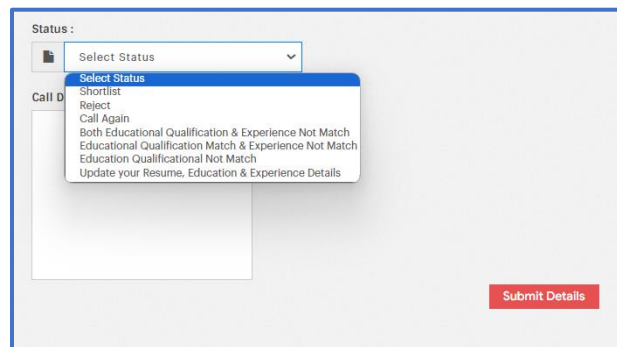 Status :
Select Status
Select Status
Shortlist
Call D
Reject
Call Again
Both Educational Qualification & Experience Not Match
Educational Qualification Match & Experience Not Match
Education Qualificational Not Match
Update your Resume, Education & Experience Details
Submit Details